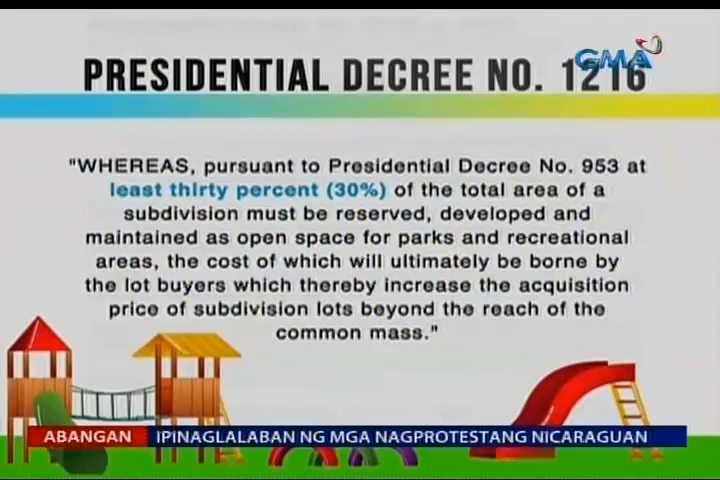 GMA
PRESIDENTIAL DECREE NO. 1216
"WHEREAS, pursuant to Presidential Decree No. 953 at
least thirty percent (30%) of the total area of a
subdivision must be reserved, developed and
maintained as open space for parks and recreational
areas, the cost of which will ultimately be borne by
the lot buyers which thereby increase the acquisition
price of subdivision lots beyond the reach of the
common mass."
ABANGAN IPINAGLALABAN NG MGA NAGPROTESTANG NICARAGUAN